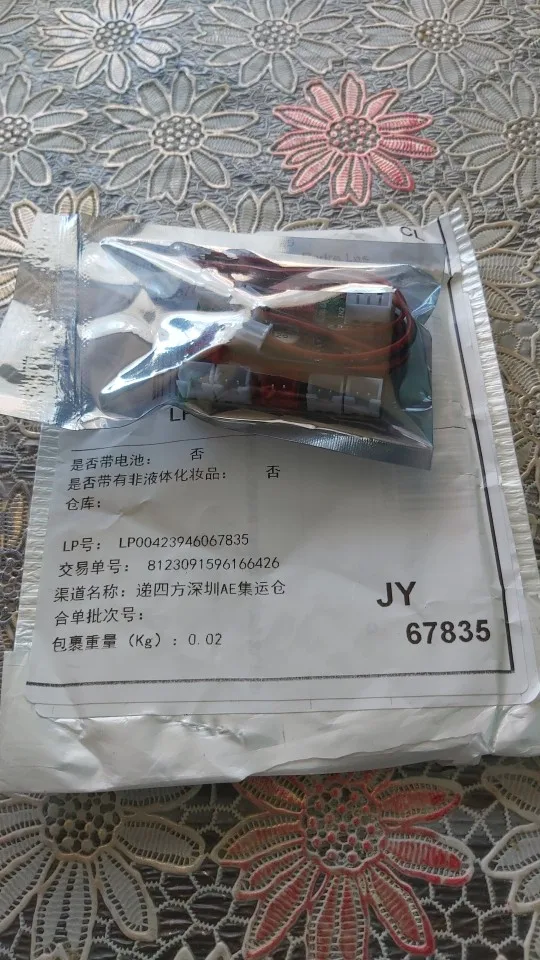 是否带电池： 否
是否带有非液体化妆品： 否
仓库：
LP号： LP00423946067835
交易单号： 8123091596166426
渠道名称：递四方深圳AE集运仓
合单批次号：
包裹重量（Kg）：0.02
JY
67835